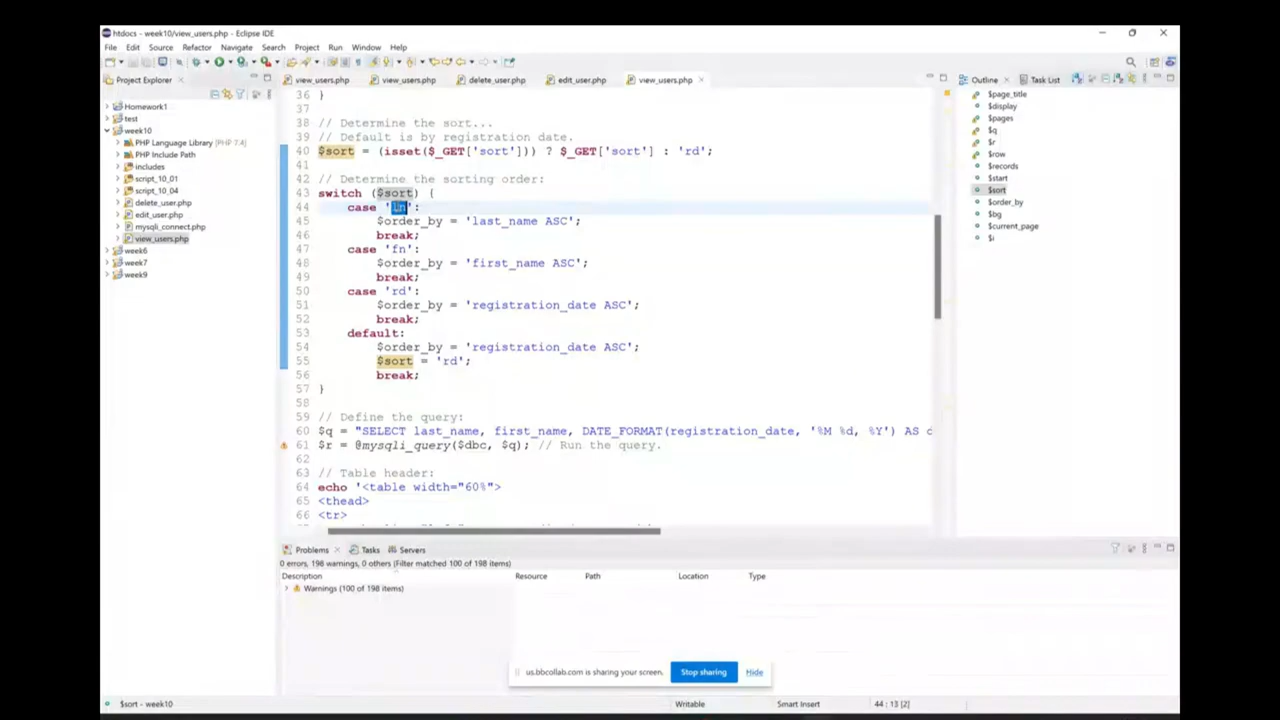 htdocs - week10/view_users.php - Eclipse IDE
File Edit Source Refactor Navigate Search Project Run Window Help
Project Explorer
view_users.php view_users.php delete_user.php edit_user.php view_users.php
Outline Task List
Homework1
test
week10
PHP Language Library (PHP 7.4)
PHP Include Path
includes
script_10_01
script_10_04
delete_user.php
edit_user.php
mysqli_connect.php
view_users.php
week6
week7
week9
36 }
37
38 // Determine the sort...
39 // Default is by registration date.
40 $sort = (isset($_GET['sort'])) ? $_GET['sort'] : 'rd';
41
42 // Determine the sorting order:
43 switch ($sort) {
44 case 'ln':
45 $order_by = 'last_name ASC';
46 break;
47 case 'fn':
48 $order_by = 'first_name ASC';
49 break;
50 case 'rd':
51 $order_by = 'registration_date ASC';
52 break;
53 default:
54 $order_by = 'registration_date ASC';
55 $sort = 'rd';
56 break;
57 }
58
59 // Define the query:
60 $q = "SELECT last_name, first_name, DATE_FORMAT(registration_date, '%M %d, %Y') AS d
61 $r = @mysqli_query($dbc, $q); // Run the query.
62
63 // Table header:
64 echo '<table width="60%">
65 <thead>
66 <tr>
$page_title
$display
$pages
$q
$r
$row
$records
$start
$sort
$order_by
$bg
$current_page
$i
Problems Tasks Servers
0 errors, 198 warnings, 0 others (Filter matched 100 of 198 items)
Description Resource Path Location Type
Warnings (100 of 198 items)
us.bbcollab.com is sharing your screen. Stop sharing Hide
$sort - week10 Writable Smart Insert 44 : 13 [2]